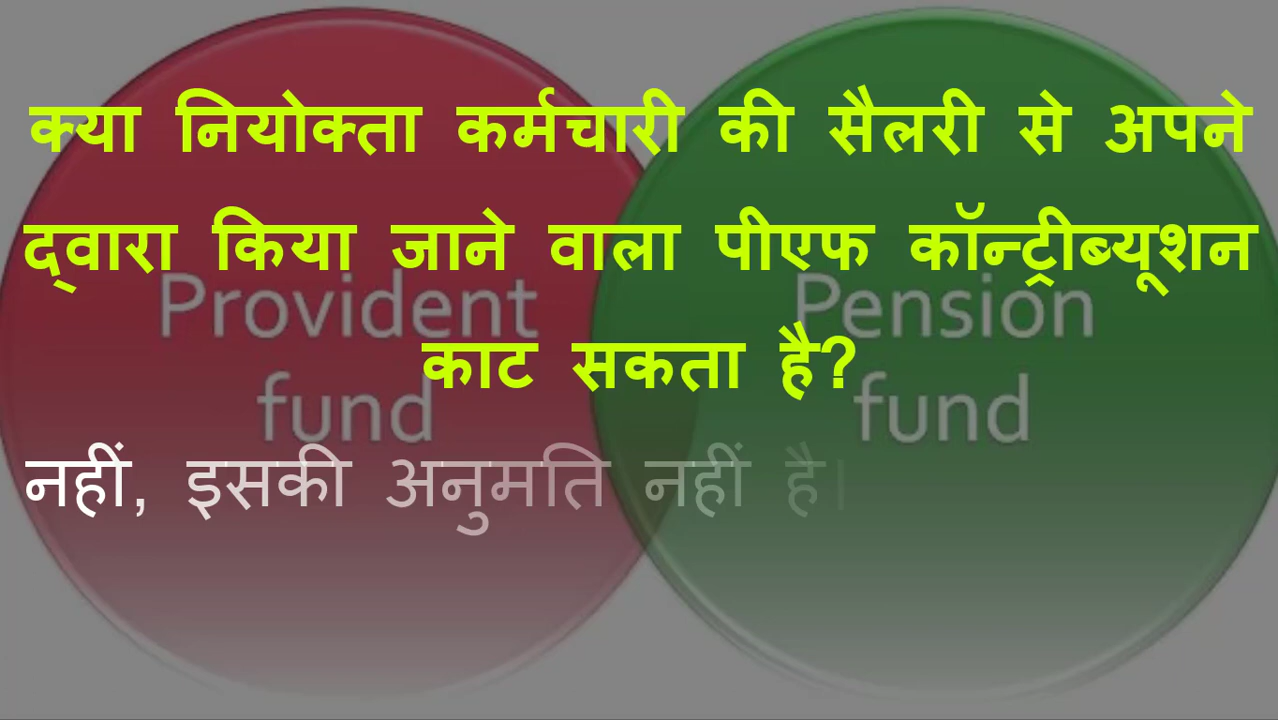 क्या नियोक्ता कर्मचारी की सैलरी से अपने
द्वारा किया जाने वाला पीएफ कॉन्ट्रीब्यूशन
Provident Pension
काट सकता है?
fund fund
नहीं, इसकी अनुमति नहीं है।